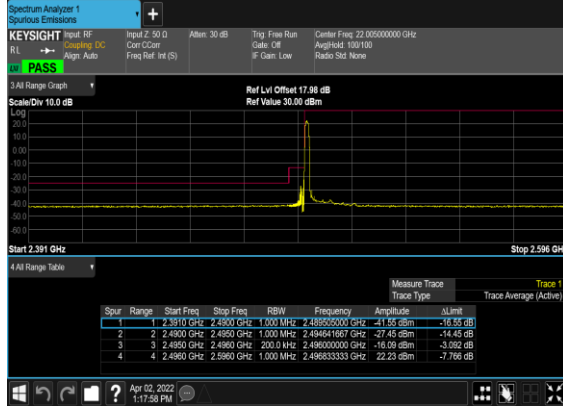 Spectrum Analyzer 1
Spurious Emissions
KEYSIGHT Input: RF Input Z: 50 Ω Atten: 30 dB Trig: Free Run Center Freq: 22.005000000 GHz
RL Coupling: DC Corr CCorr Gate: Off Avg|Hold: 100/100
Align: Auto Freq Ref: Int (S) IF Gain: Low Radio Std: None
PASS
3 All Range Graph
Ref Lvl Offset 17.98 dB
Scale/Div 10.0 dB Ref Value 30.00 dBm
Log
20.0
10.0
0.00
-10.0
-20.0
-30.0
-40.0
-50.0
-60.0
Start 2.391 GHz Stop 2.596 GH
4 All Range Table
Measure Trace Trace 1
Trace Type Trace Average (Active)
Spur Range Start Freq Stop Freq RBW Frequency Amplitude ΔLimit
1 1 2.3910 GHz 2.4900 GHz 1.000 MHz 2.489505000 GHz -41.55 dBm -16.55 dB
2 2 2.4900 GHz 2.4950 GHz 1.000 MHz 2.494641667 GHz -27.45 dBm -14.45 dB
3 3 2.4950 GHz 2.4960 GHz 200.0 kHz 2.496000000 GHz -16.09 dBm -3.092 dB
4 4 2.4960 GHz 2.5960 GHz 1.000 MHz 2.496833333 GHz 22.23 dBm -7.766 dB
Apr 02, 2022
1:17:58 PM